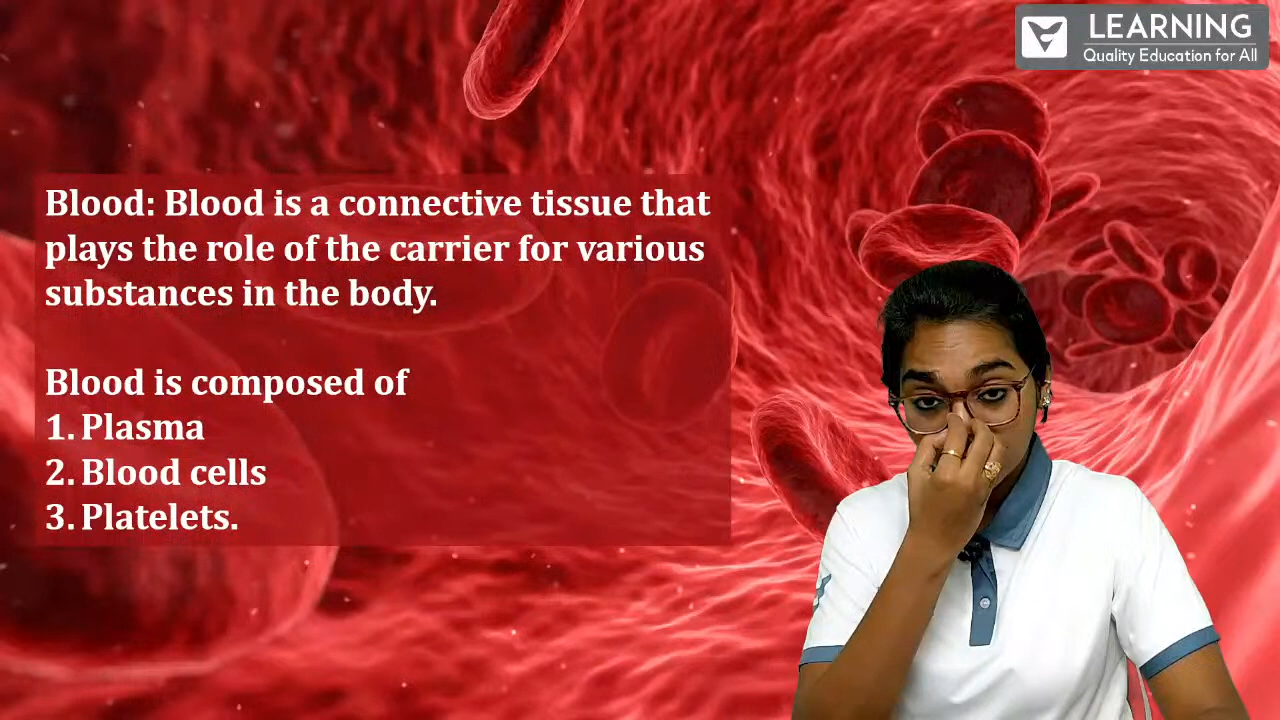 LEARNING
Quality Education for All
Blood: Blood is a connective tissue that
plays the role of the carrier for various
substances in the body.
Blood is composed of
1. Plasma
2. Blood cells
3. Platelets.